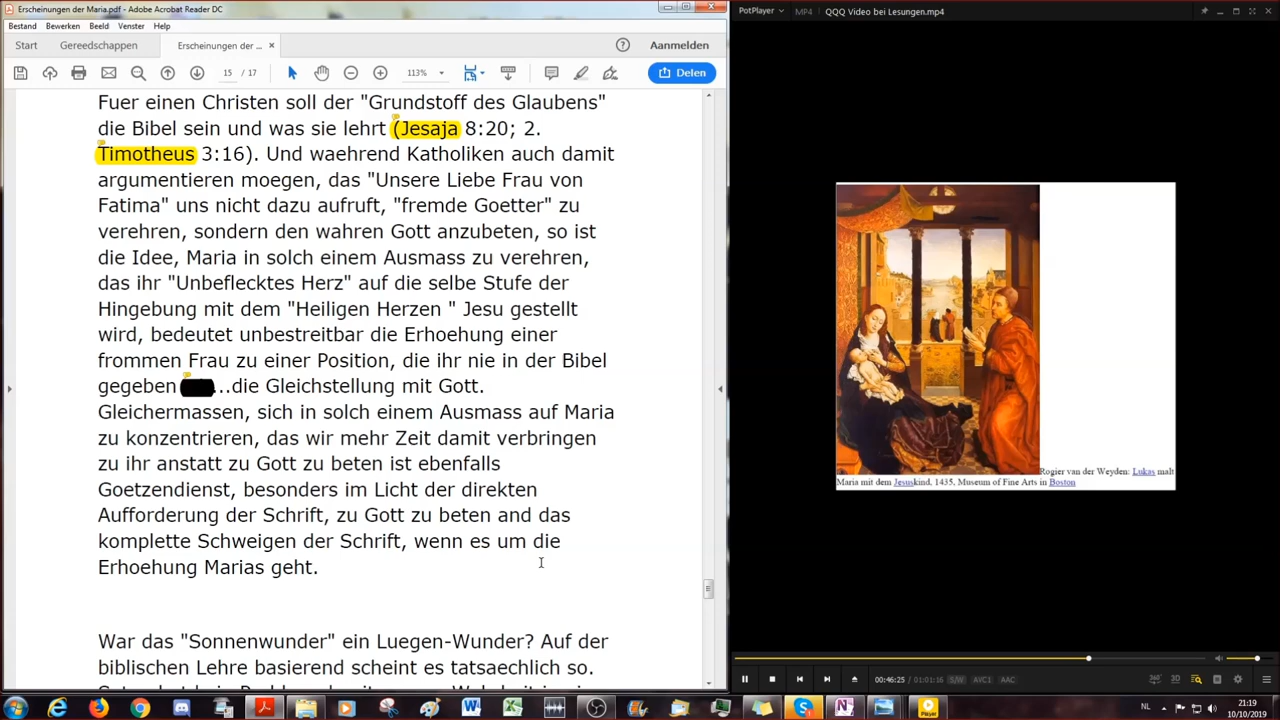 Erscheinungen der Maria.pdf - Adobe Acrobat Reader DC
Bestand Bewerken Beeld Venster Help
Start Gereedschappen Erscheinungen der ... × Aanmelden
15 / 17 113% Delen
Fuer einen Christen soll der "Grundstoff des Glaubens"
die Bibel sein und was sie lehrt (Jesaja 8:20; 2.
Timotheus 3:16). Und waehrend Katholiken auch damit
argumentieren moegen, das "Unsere Liebe Frau von
Fatima" uns nicht dazu aufruft, "fremde Goetter" zu
verehren, sondern den wahren Gott anzubeten, so ist
die Idee, Maria in solch einem Ausmass zu verehren,
das ihr "Unbeflecktes Herz" auf die selbe Stufe der
Hingebung mit dem "Heiligen Herzen " Jesu gestellt
wird, bedeutet unbestreitbar die Erhoehung einer
frommen Frau zu einer Position, die ihr nie in der Bibel
gegeben ...die Gleichstellung mit Gott.
Gleichermassen, sich in solch einem Ausmass auf Maria
zu konzentrieren, das wir mehr Zeit damit verbringen
zu ihr anstatt zu Gott zu beten ist ebenfalls
Goetzendienst, besonders im Licht der direkten
Aufforderung der Schrift, zu Gott zu beten and das
komplette Schweigen der Schrift, wenn es um die
Erhoehung Marias geht.
War das "Sonnenwunder" ein Luegen-Wunder? Auf der
biblischen Lehre basierend scheint es tatsaechlich so.
PotPlayer MP4 QQQ Video bei Lesungen.mp4
Rogier van der Weyden: Lukas malt
Maria mit dem Jesuskind, 1435, Museum of Fine Arts in Boston
00:46:25 / 01:01:16 S/W AVC1 AAC 360° 3D
NL 21:19
10/10/2019